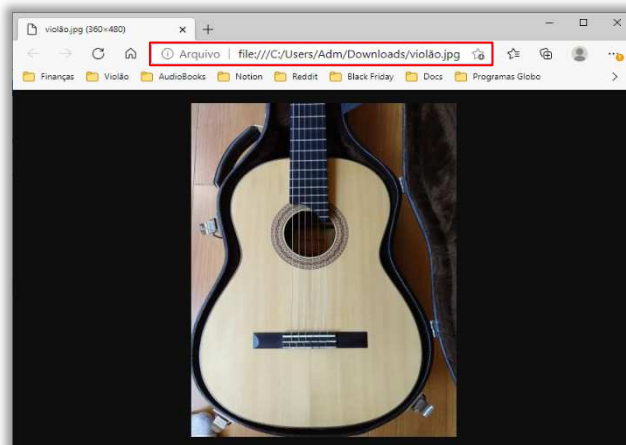 violão.jpg (360×480)
Arquivo | file:///C:/Users/Adm/Downloads/violão.jpg
Finanças Violão AudioBooks Notion Reddit Black Friday Docs Programas Globo